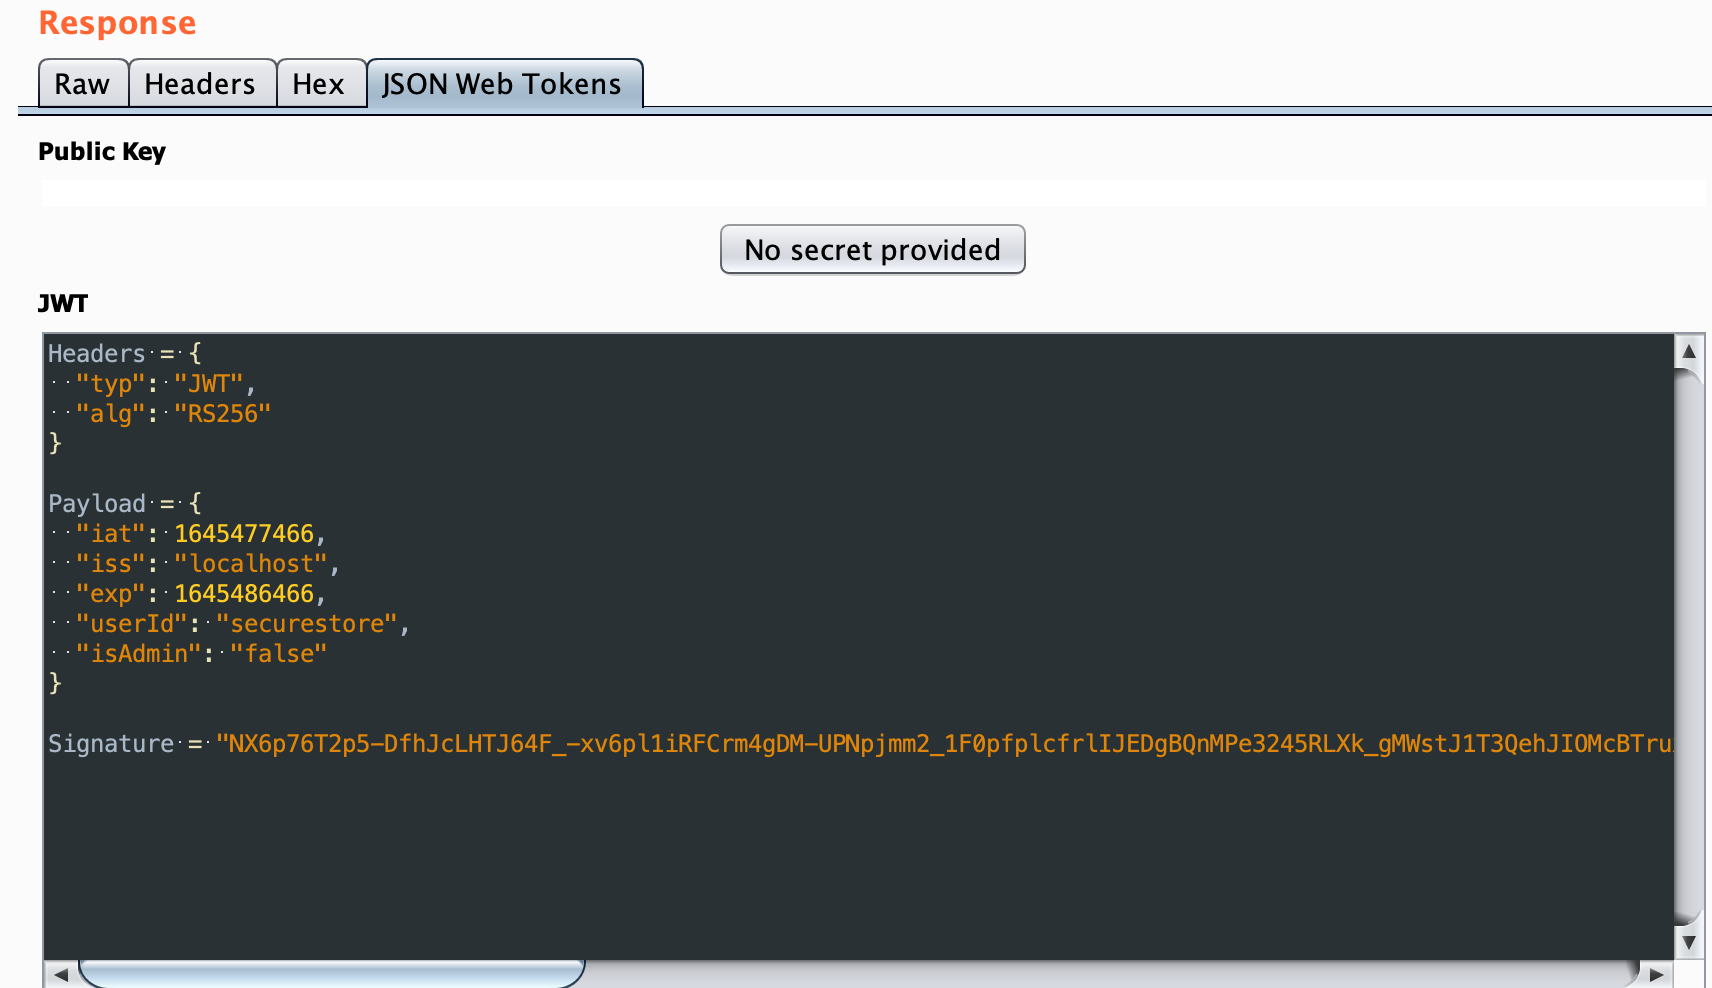 Response
Raw Headers Hex JSON Web Tokens
Public Key
No secret provided
JWT
Headers = {
  "typ": "JWT",
  "alg": "RS256"
}
Payload = {
  "iat": 1645477466,
  "iss": "localhost",
  "exp": 1645486466,
  "userId": "securestore",
  "isAdmin": "false"
}
Signature = "NX6p76T2p5-DfhJcLHTJ64F_-xv6pl1iRFCrm4gDM-UPNpjmm2_1F0pfplcfrlIJEDgBQnMPe3245RLXk_gMWstJ1T3QehJIOMcBTru